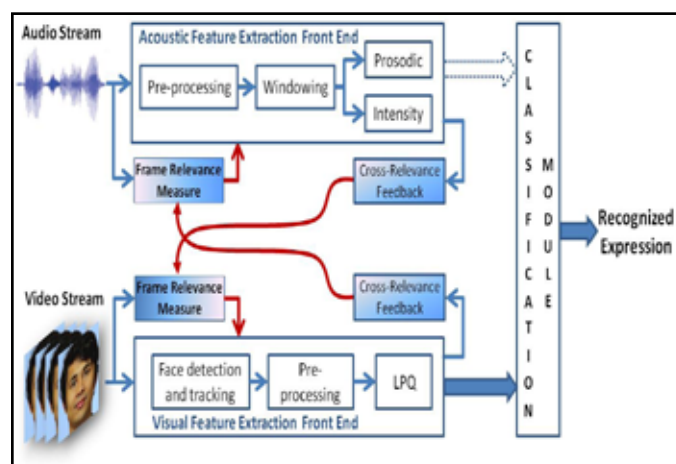 Audio Stream
Acoustic Feature Extraction Front End
Pre-processing
Windowing
Prosodic
Intensity
Frame Relevance
Measure
Cross-Relevance
Feedback
Frame Relevance
Measure
Cross-Relevance
Feedback
Video Stream
Face detection
and tracking
Pre-
processing
LPQ
Visual Feature Extraction Front End
CLASSIFICATION
MODULE
Recognized
Expression